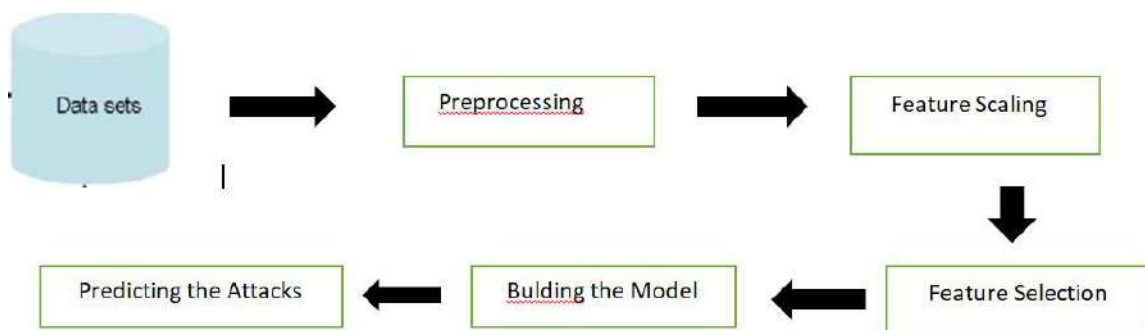 Data sets
Preprocessing
Feature Scaling
Feature Selection
Bulding the Model
Predicting the Attacks